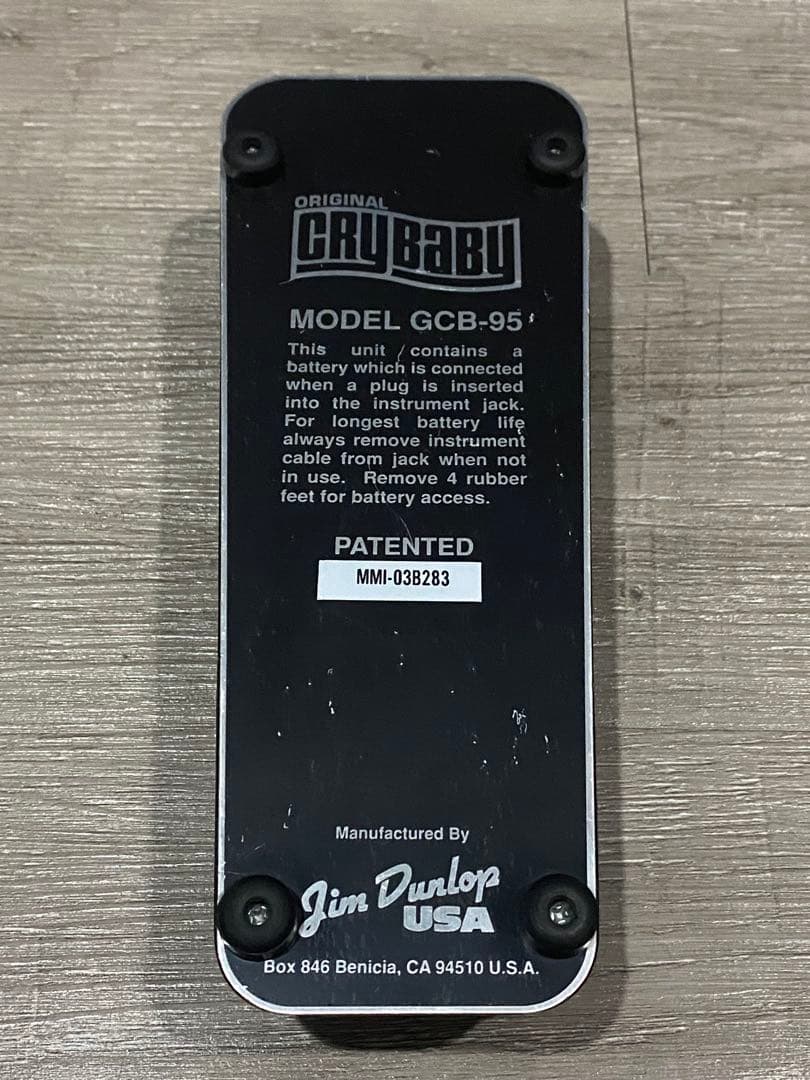 ORIGINAL
CRYBABY
MODEL GCB-95
This unit contains a
battery which is connected
when a plug is inserted
into the instrument jack.
For longest battery life
always remove instrument
cable from jack when not
in use. Remove 4 rubber
feet for battery access.
PATENTED
MMI-03B283
Manufactured By
Jim Dunlop
USA
Box 846 Benicia, CA 94510 U.S.A.